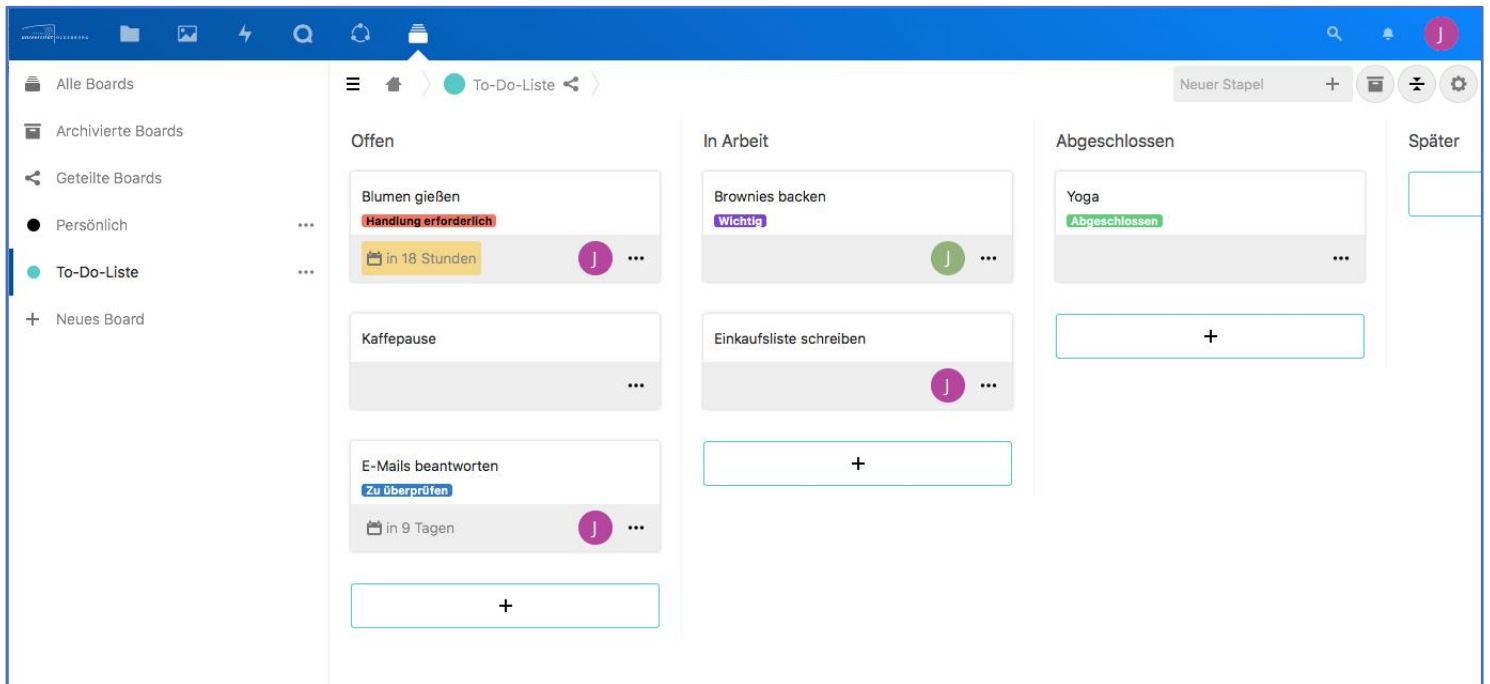 J
Alle Boards
Archivierte Boards
Geteilte Boards
Persönlich
To-Do-Liste
Neues Board
To-Do-Liste
Neuer Stapel
Offen
Blumen gießen
Handlung erforderlich
in 18 Stunden
J
Kaffepause
E-Mails beantworten
Zu überprüfen
in 9 Tagen
J
In Arbeit
Brownies backen
Wichtig
J
Einkaufsliste schreiben
J
Abgeschlossen
Yoga
Abgeschlossen
Später